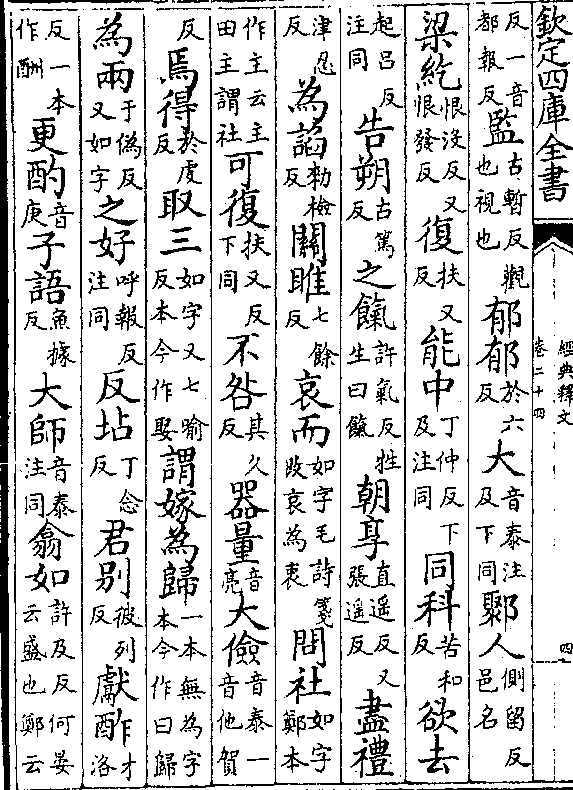 欽定四庫全書
經典釋文
卷二十四
四
反一音都報反監古暫反觀也視也郁郁於六反大音泰注及下同鄹人側留反邑名
梁紇恨没反又恨發反復扶又反能中丁仲反下及注同同科苦和反欲去
起吕反注同告朔古篤反之餼許氣反牲生曰餼朝享直遥反又張遥反盡禮
津忍反為諂勑檢反關雎七餘反哀而如字毛詩箋改哀為衷問社如字鄭本
作主云主田主謂社可復扶又反下同不咎其久反器量音亮大儉音泰一音他賀
反焉得於虔反取三如字又七喻反本今作娶謂嫁為歸一本無為字本今作曰歸
為兩于偽反又如字之好呼報反注同反坫丁念反君别彼列反獻酢才洛
反一本作酬更酌音庚子語魚據反大師音泰注同翕如許及反何晏云盛也鄭云